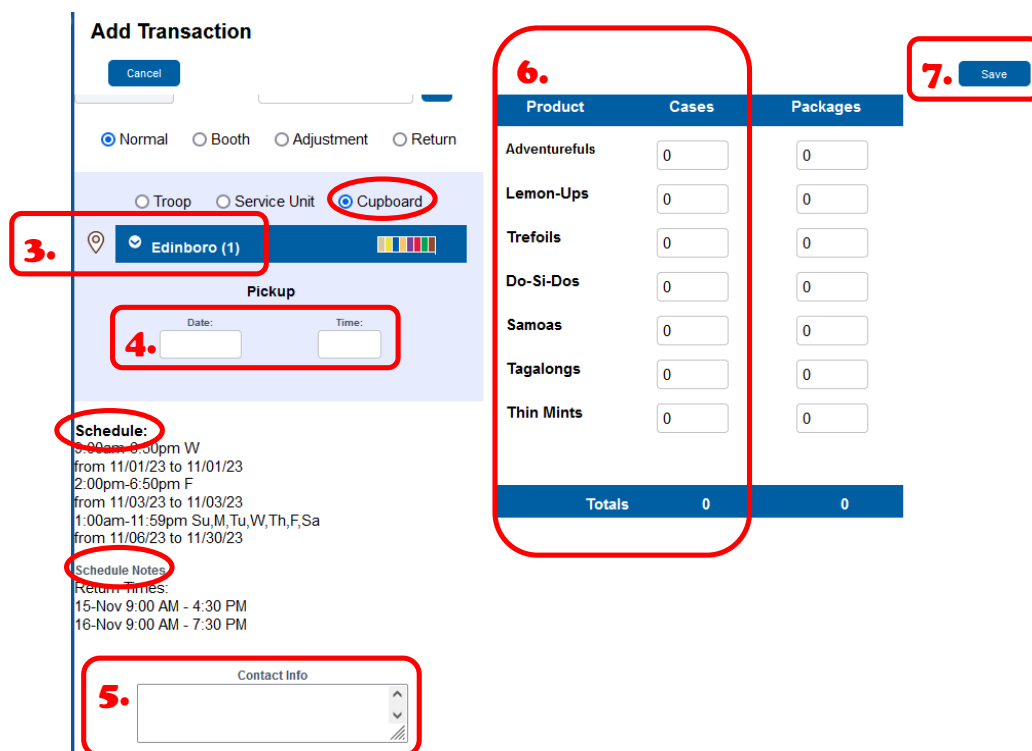 Add Transaction
Cancel
Normal Booth Adjustment Return
Troop Service Unit Cupboard
3.
Edinboro (1)
Pickup
4.
Date: Time:
Schedule:
pm W
from 11/01/23 to 11/01/23
2:00pm-6:50pm F
from 11/03/23 to 11/03/23
1:00am-11:59pm Su,M,Tu,W,Th,F,Sa
from 11/06/23 to 11/30/23
Schedule Notes
Return Times:
15-Nov 9:00 AM - 4:30 PM
16-Nov 9:00 AM - 7:30 PM
5.
Contact Info
6.
Product Cases Packages
Adventurefuls 0 0
Lemon-Ups 0 0
Trefoils 0 0
Do-Si-Dos 0 0
Samoas 0 0
Tagalongs 0 0
Thin Mints 0 0
Totals 0 0
7.
Save